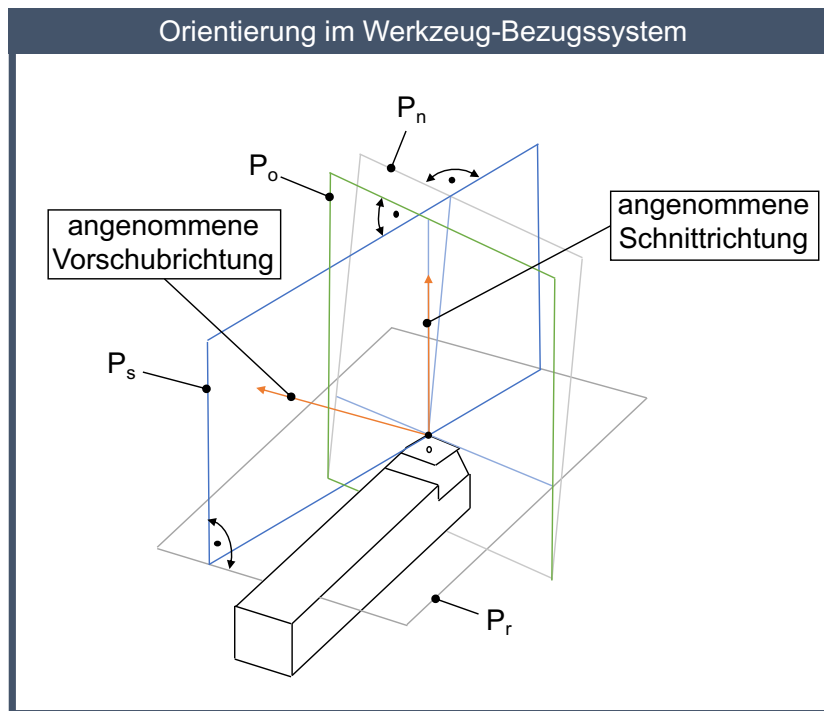 Orientierung im Werkzeug-Bezugssystem
Pn
Po
angenommene
Vorschubrichtung
angenommene
Schnittrichtung
Ps
Pr